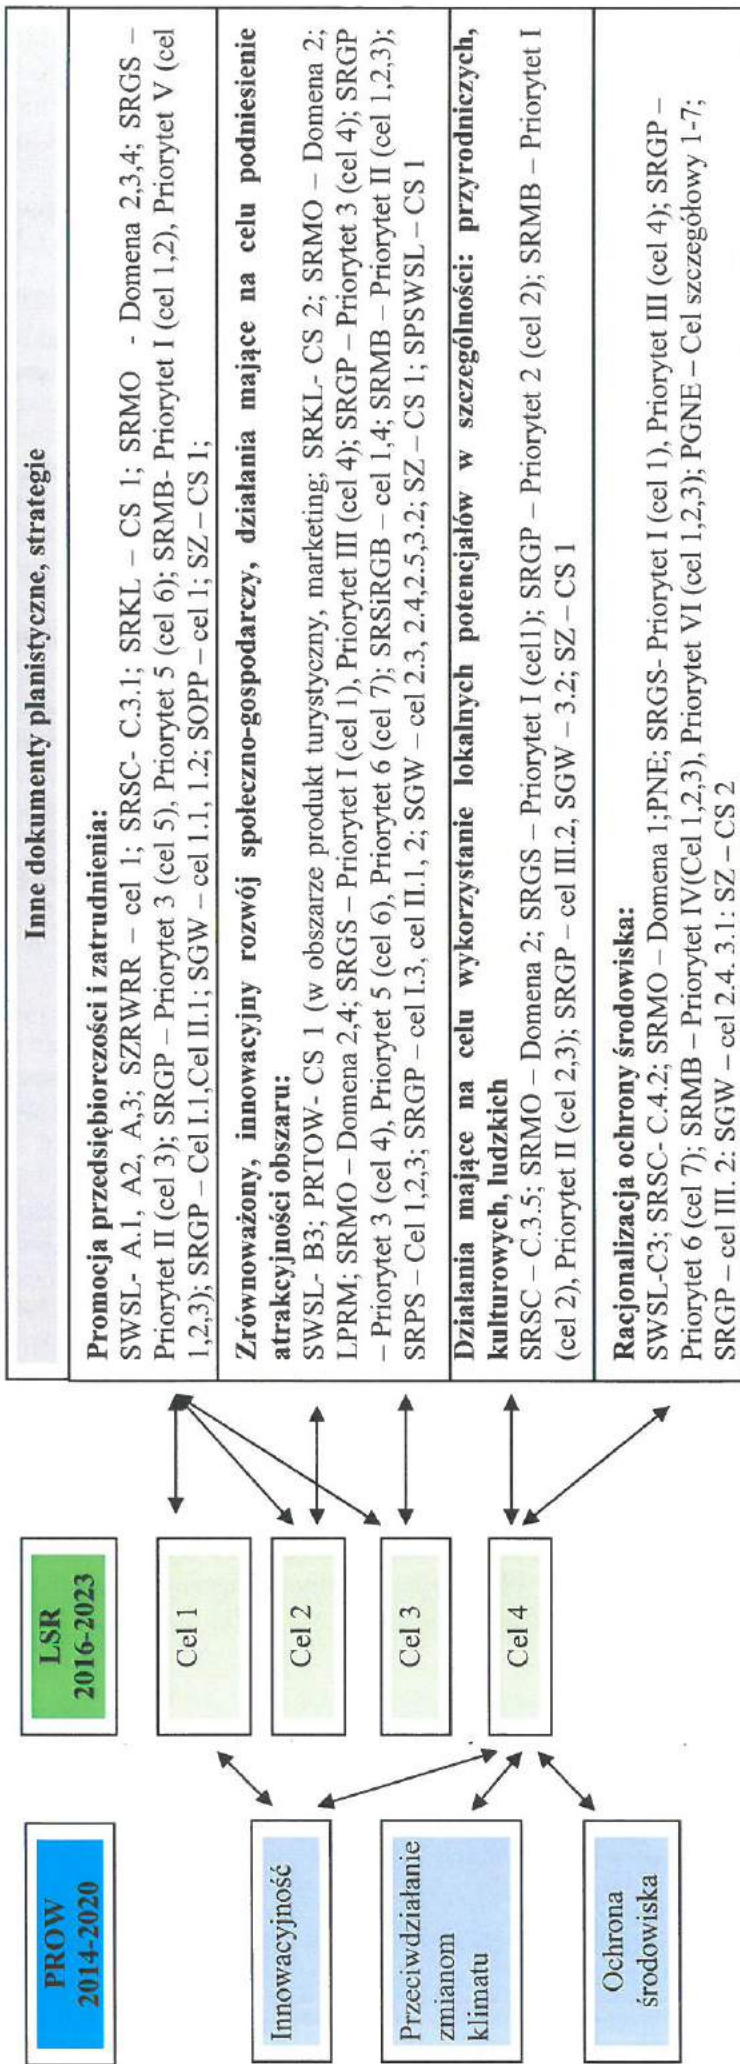 PROW
2014-2020
Innowacyjność
Przeciwdziałanie
zmianom
klimatu
Ochrona
środowiska
LSR
2016-2023
Cel 1
Cel 2
Cel 3
Cel 4
Inne dokumenty planistyczne, strategie
Promocja przedsiębiorczości i zatrudnienia:
SWSL- A.1, A2, A,3; SZRWRR – cel 1; SRSC- C.3.1; SRKL – CS 1; SRMO - Domena 2,3,4; SRGS –
Priorytet II (cel 3); SRGP – Priorytet 3 (cel 5), Priorytet 5 (cel 6); SRMB- Priorytet I (cel 1,2), Priorytet V (cel
1,2,3); SRGP – Cel I.1,Cel II.1; SGW – cel I.1, 1.2; SOPP – cel 1; SZ – CS 1;
Zrównoważony, innowacyjny rozwój społeczno-gospodarczy, działania mające na celu podniesienie
atrakcyjności obszaru:
SWSL- B3; PRTOW- CS 1 (w obszarze produkt turystyczny, marketing; SRKL- CS 2; SRMO – Domena 2;
LPRM; SRMO – Domena 2,4; SRGS – Priorytet I (cel 1), Priorytet III (cel 4); SRGP – Priorytet 3 (cel 4); SRGP
– Priorytet 3 (cel 4), Priorytet 5 (cel 6), Priorytet 6 (cel 7); SRSiRGB – cel 1,4; SRMB – Priorytet II (cel 1,2,3);
SRPS – Cel 1,2,3; SRGP – cel I.3, cel II.1, 2; SGW – cel 2.3, 2.4,2.5,3.2; SZ – CS 1; SPSWSL – CS 1
Działania mające na celu wykorzystanie lokalnych potencjałów w szczególności: przyrodniczych,
kulturowych, ludzkich
SRSC – C.3.5; SRMO – Domena 2; SRGS – Priorytet I (cel1); SRGP – Priorytet 2 (cel 2); SRMB – Priorytet I
(cel 2), Priorytet II (cel 2,3); SRGP – cel III.2, SGW – 3.2; SZ – CS 1
Racjonalizacja ochrony środowiska:
SWSL-C3; SRSC- C.4.2; SRMO – Domena 1;PNE; SRGS- Priorytet I (cel 1), Priorytet III (cel 4); SRGP –
Priorytet 6 (cel 7); SRMB – Priorytet IV(Cel 1,2,3), Priorytet VI (cel 1,2,3); PGNE – Cel szczegółowy 1-7;
SRGP – cel III. 2: SGW – cel 2.4. 3.1: SZ – CS 2